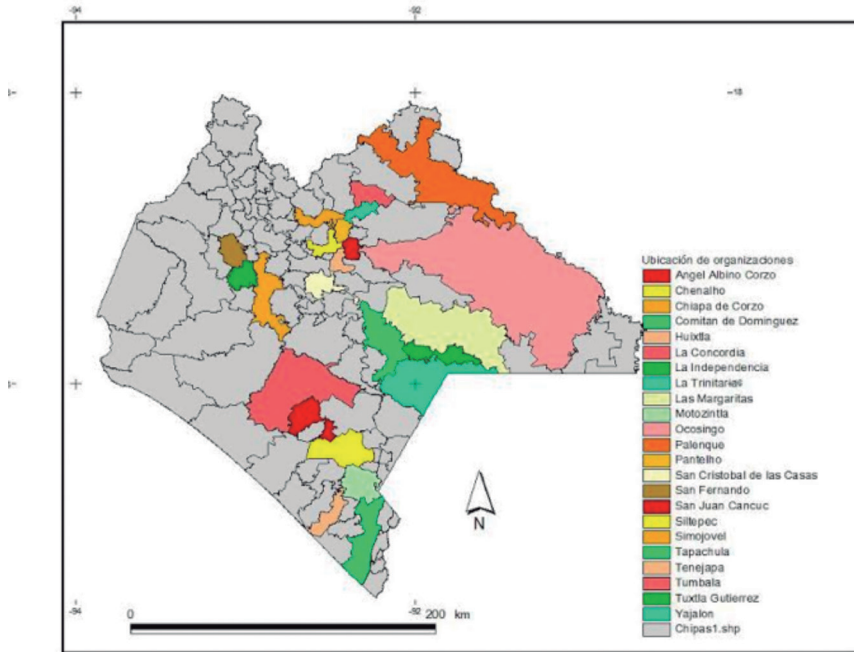 -94
-92
-18
Ubicación de organizaciones
Angel Albino Corzo
Chenalho
Chiapa de Corzo
Comitan de Dominguez
Huixtla
La Concordia
La Independencia
La Trinitaria
Las Margaritas
Motozintla
Ocosingo
Palenque
Pantelho
San Cristobal de las Casas
San Fernando
San Juan Cancuc
Siltepec
Simojovel
Tapachula
Tenejapa
Tumbala
Tuxtla Gutierrez
Yajalon
Chipas1.shp
N
-94
-92
0
200 km